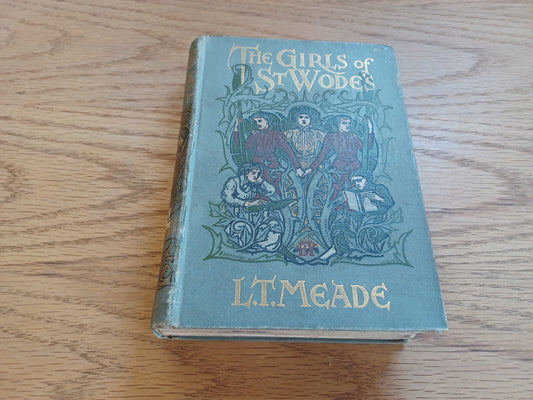 THE GIRLS of
ST WODE'S
L.T. MEADE